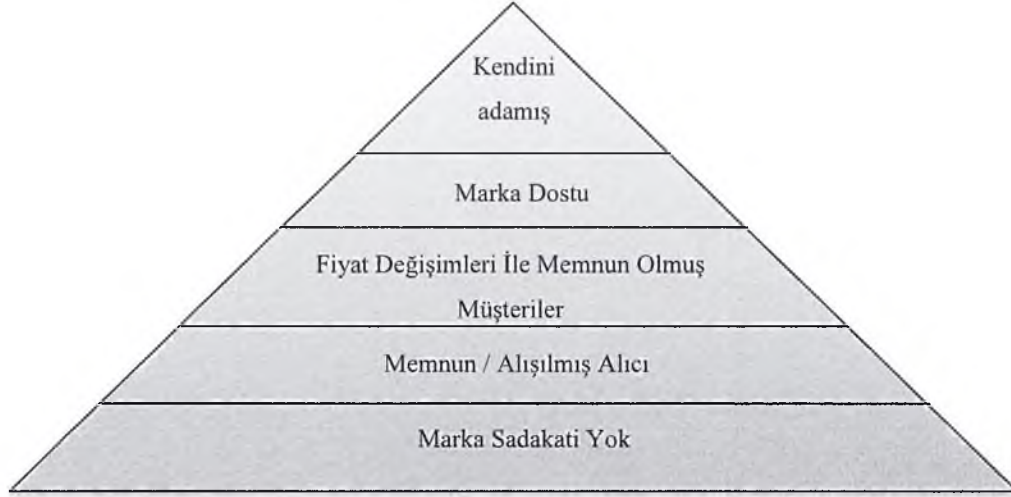 Kendini
adamış
Marka Dostu
Fiyat Değişimleri İle Memnun Olmuş
Müşteriler
Memnun / Alışılmış Alıcı
Marka Sadakati Yok